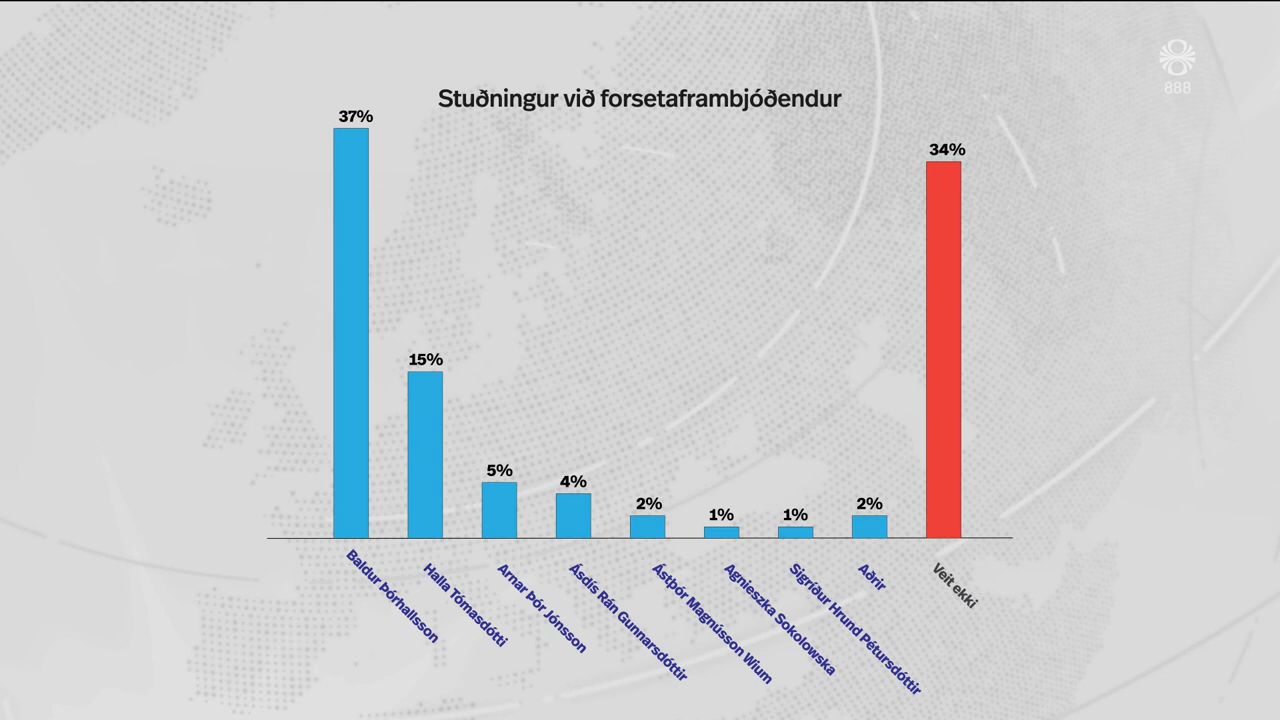 888
Stuðningur við forsetaframbjóðendur
37%
15%
5%
4%
2%
1%
1%
2%
34%
Baldur Þórhallsson
Halla Tómasdótti
Arnar Þór Jónsson
Ásdís Rán Gunnarsdóttir
Ástþór Magnússon Wium
Agnieszka Sokolowska
Sigríður Hrund Pétursdóttir
Aðrir
Veit ekki